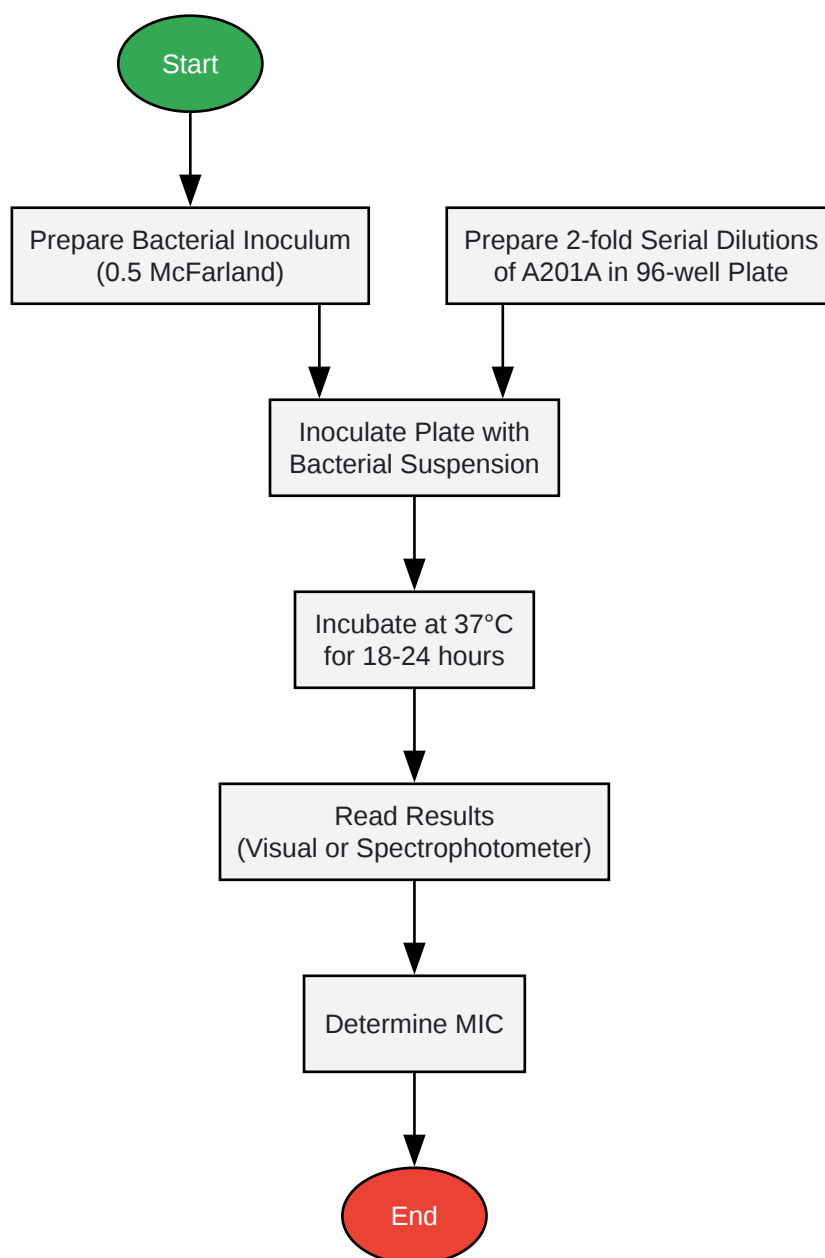 Start
Prepare Bacterial Inoculum
(0.5 McFarland)
Prepare 2-fold Serial Dilutions
of A201A in 96-well Plate
Inoculate Plate with
Bacterial Suspension
Incubate at 37°C
for 18-24 hours
Read Results
(Visual or Spectrophotometer)
Determine MIC
End